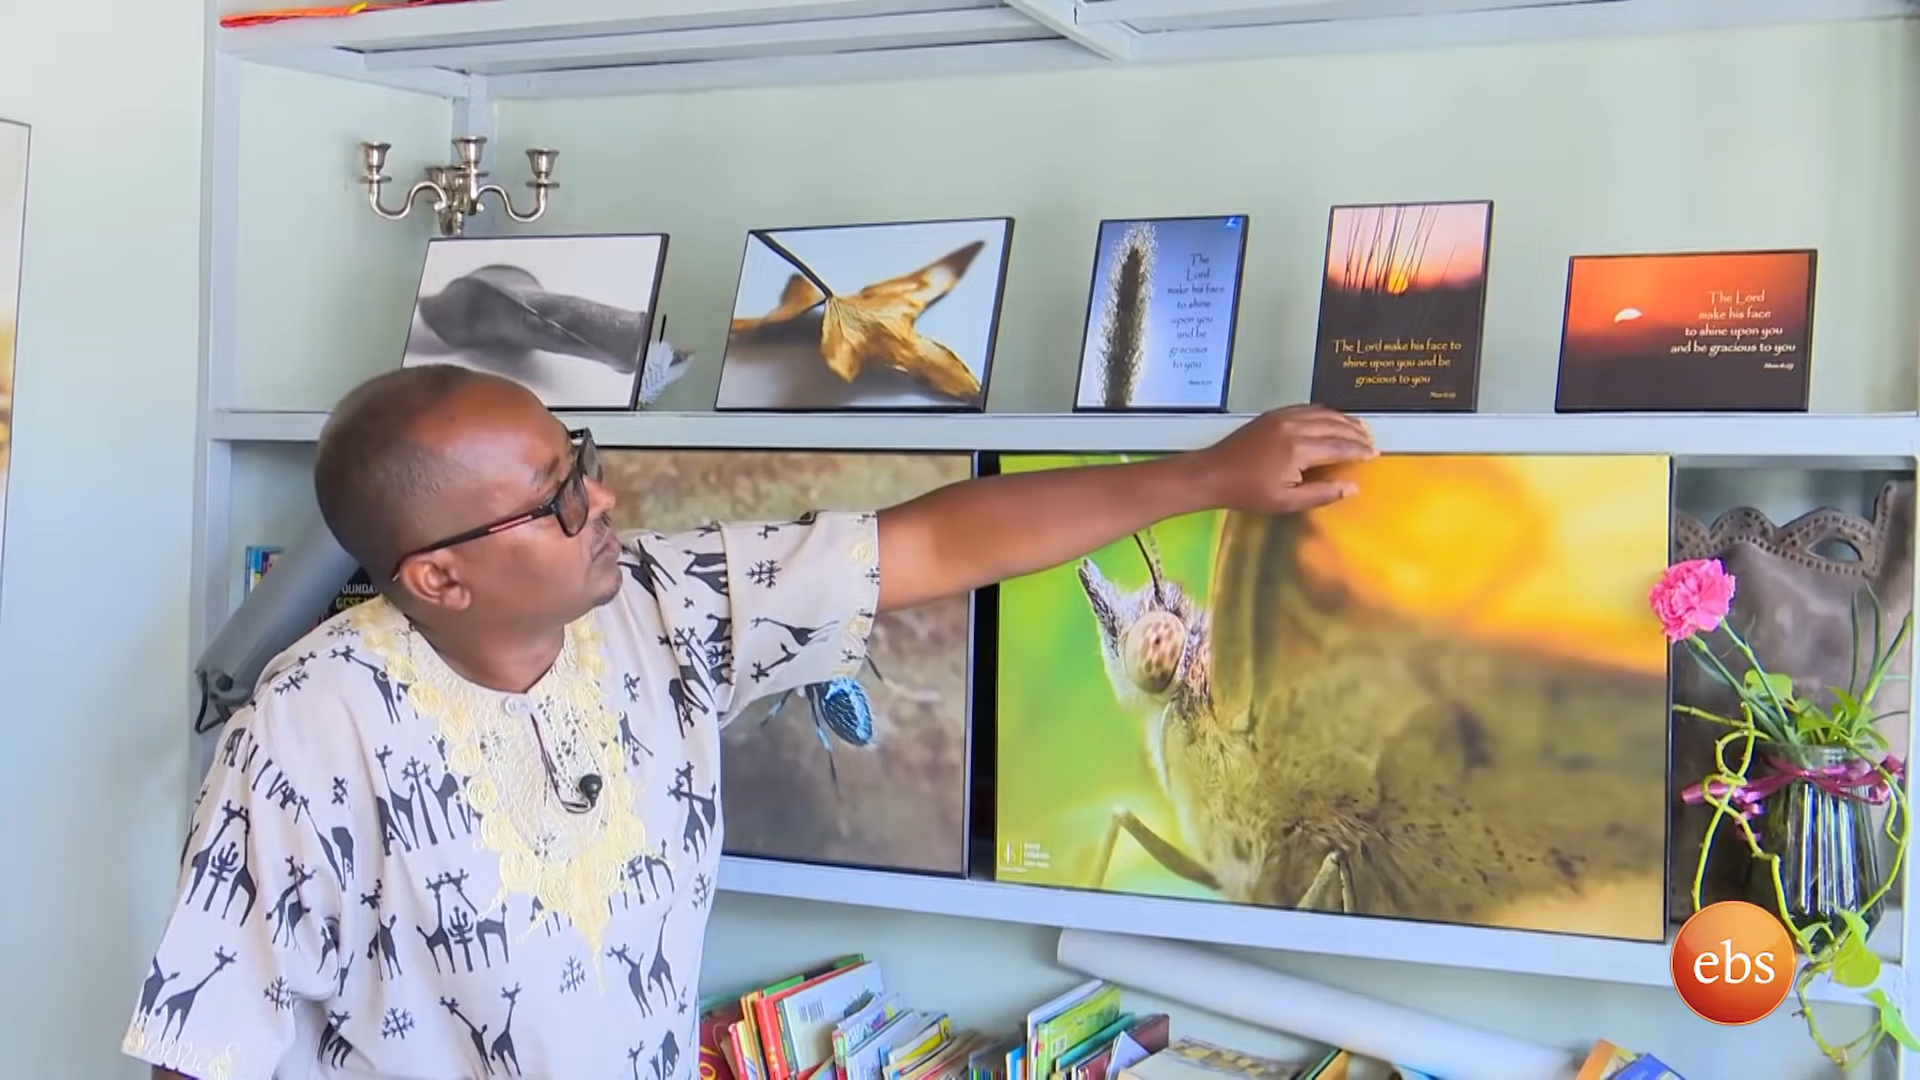 The
Lord
make his face
to shine
upon you
and be
gracious
to you
The Lord make his face to
shine upon you and be
gracious to you
The Lord
make his face
to shine upon you
and be gracious to you
ebs